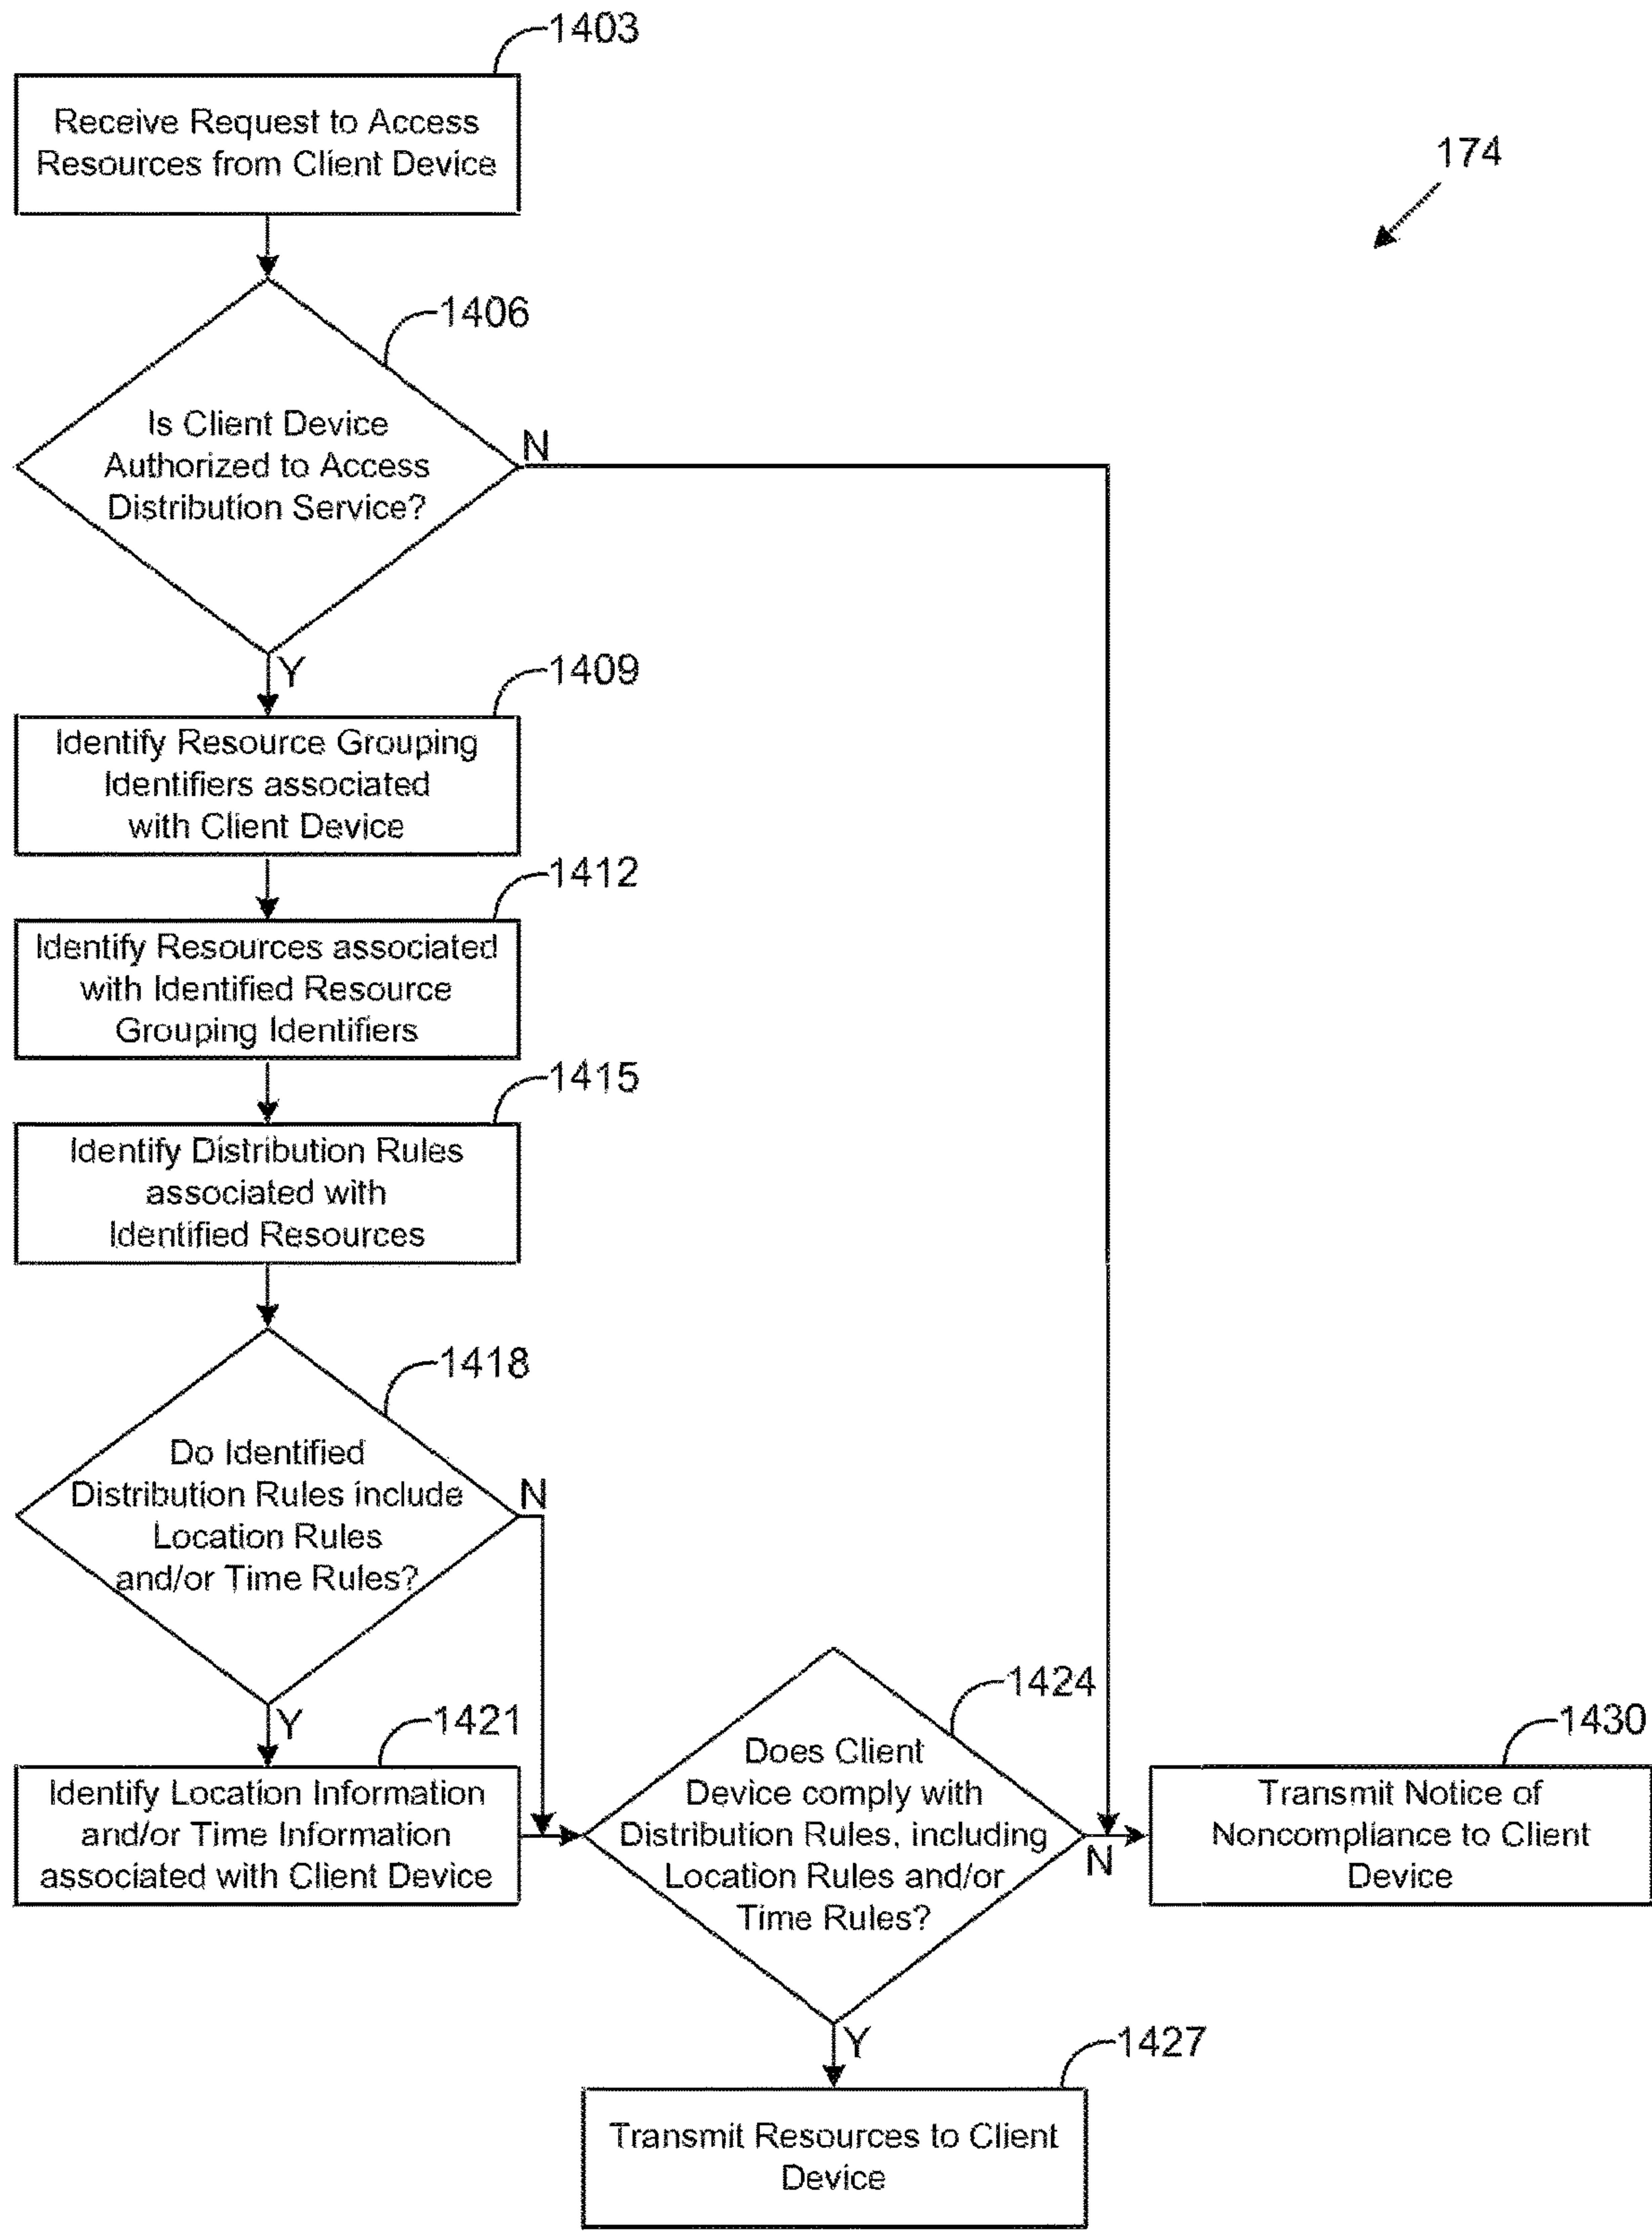 1403
Receive Request to Access
Resources from Client Device
174
1406
Is Client Device
Authorized to Access
Distribution Service?
N
Y
1409
Identify Resource Grouping
Identifiers associated
with Client Device
1412
Identify Resources associated
with Identified Resource
Grouping Identifiers
1415
Identify Distribution Rules
associated with
Identified Resources
1418
Do Identified
Distribution Rules include
Location Rules
and/or Time Rules?
N
Y
1421
Identify Location Information
and/or Time Information
associated with Client Device
1424
Does Client
Device comply with
Distribution Rules, including
Location Rules and/or
Time Rules?
N
Y
1430
Transmit Notice of
Noncompliance to Client
Device
1427
Transmit Resources to Client
Device